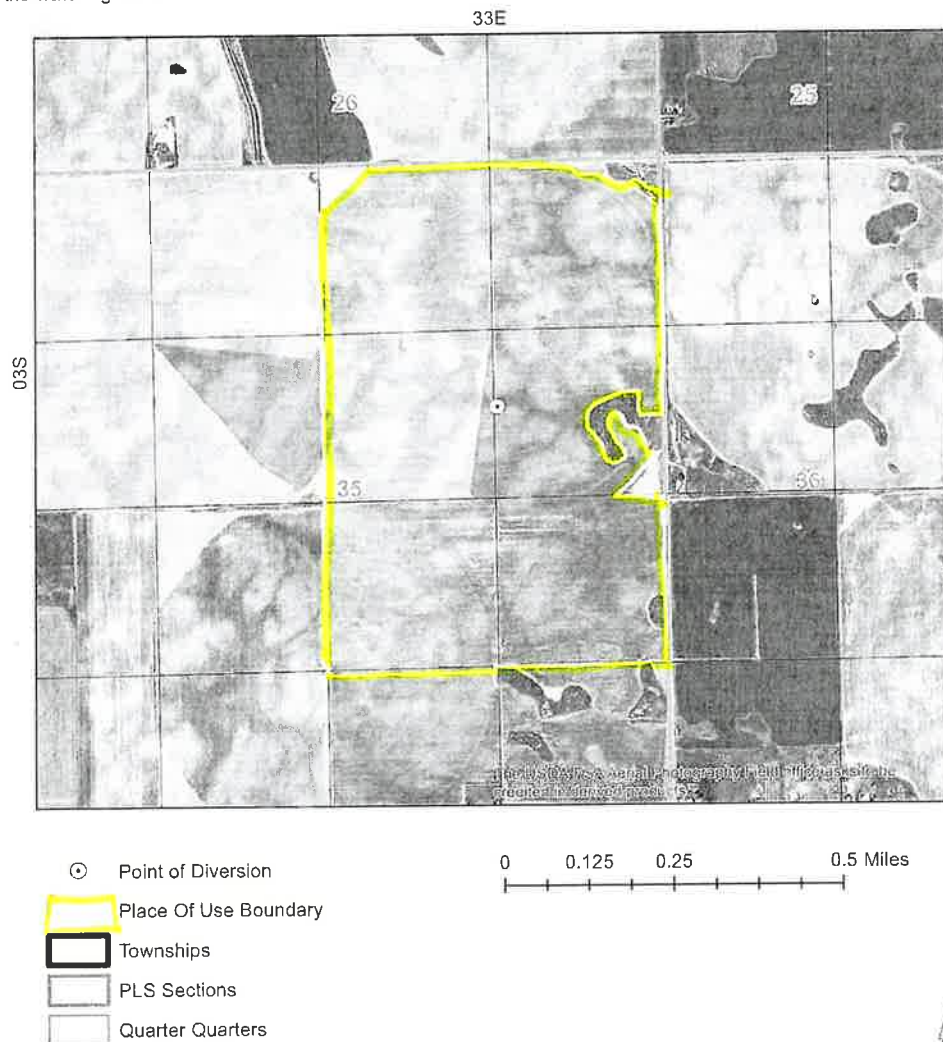 33E
26
25
03S
35
36
Point of Diversion
0 0.125 0.25 0.5 Miles
Place Of Use Boundary
Townships
PLS Sections
Quarter Quarters